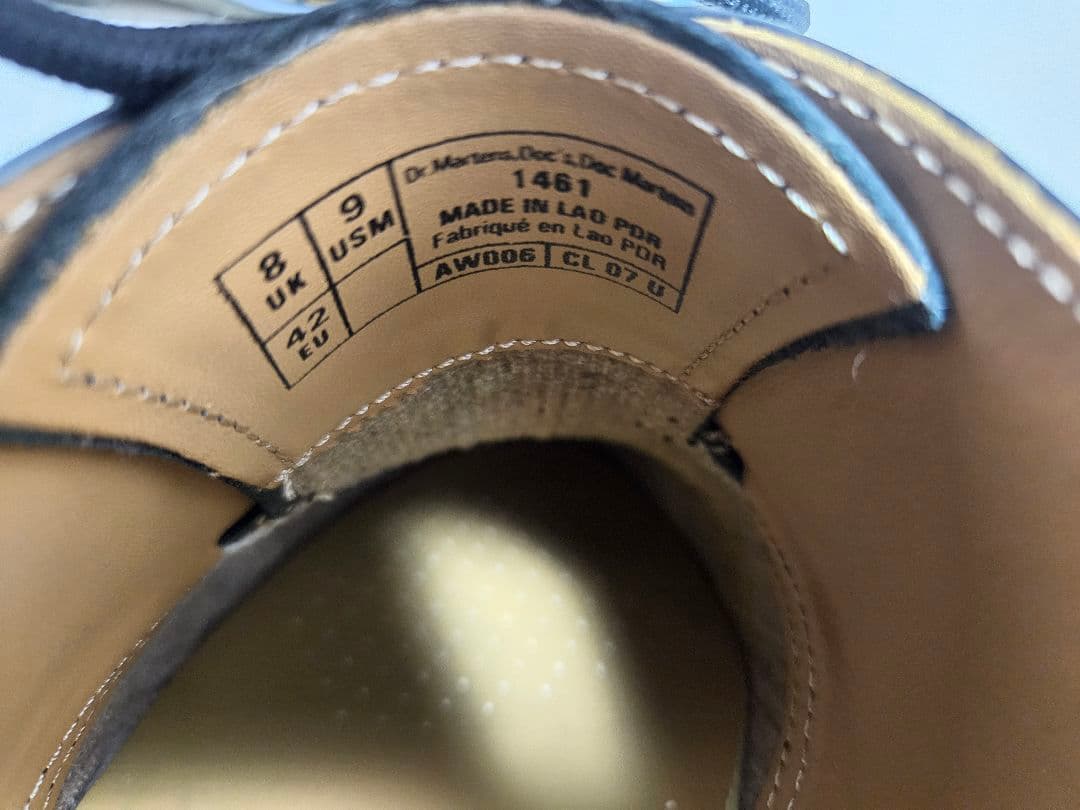 8
UK
9
USM
42
EU
Dr.Martens.Doc's.Doc Martens
1461
MADE IN LAO PDR
Fabriqué en Lao PDR
AW006 CL 07 U